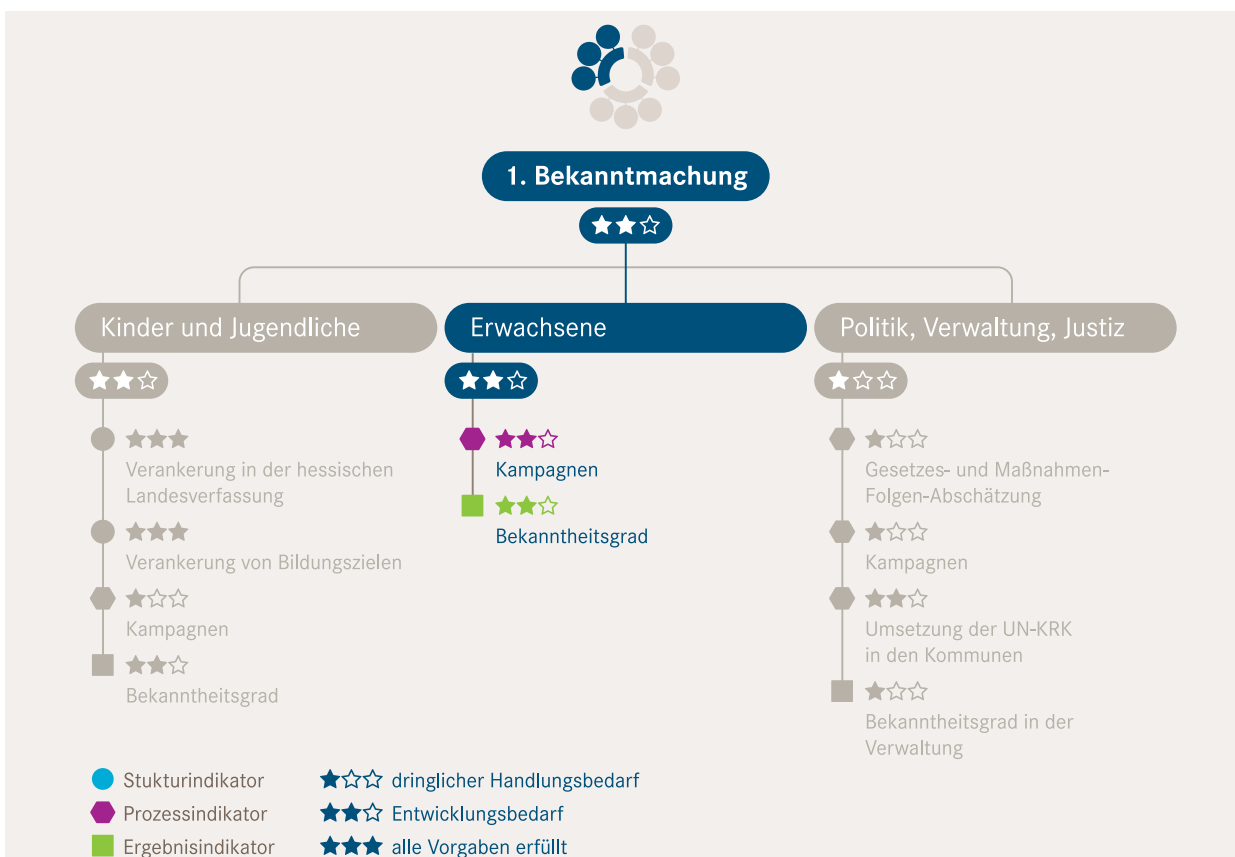 1. Bekanntmachung
★★☆
Kinder und Jugendliche
★★☆
★★★
Verankerung in der hessischen
Landesverfassung
★★★
Verankerung von Bildungszielen
★☆☆
Kampagnen
★★☆
Bekanntheitsgrad
Erwachsene
★★☆
★★☆
Kampagnen
★★☆
Bekanntheitsgrad
Politik, Verwaltung, Justiz
★☆☆
★☆☆
Gesetzes- und Maßnahmen-
Folgen-Abschätzung
★☆☆
Kampagnen
★★☆
Umsetzung der UN-KRK
in den Kommunen
★☆☆
Bekanntheitsgrad in der
Verwaltung
Stukturindikator
Prozessindikator
Ergebnisindikator
★☆☆ dringlicher Handlungsbedarf
★★☆ Entwicklungsbedarf
★★★ alle Vorgaben erfüllt